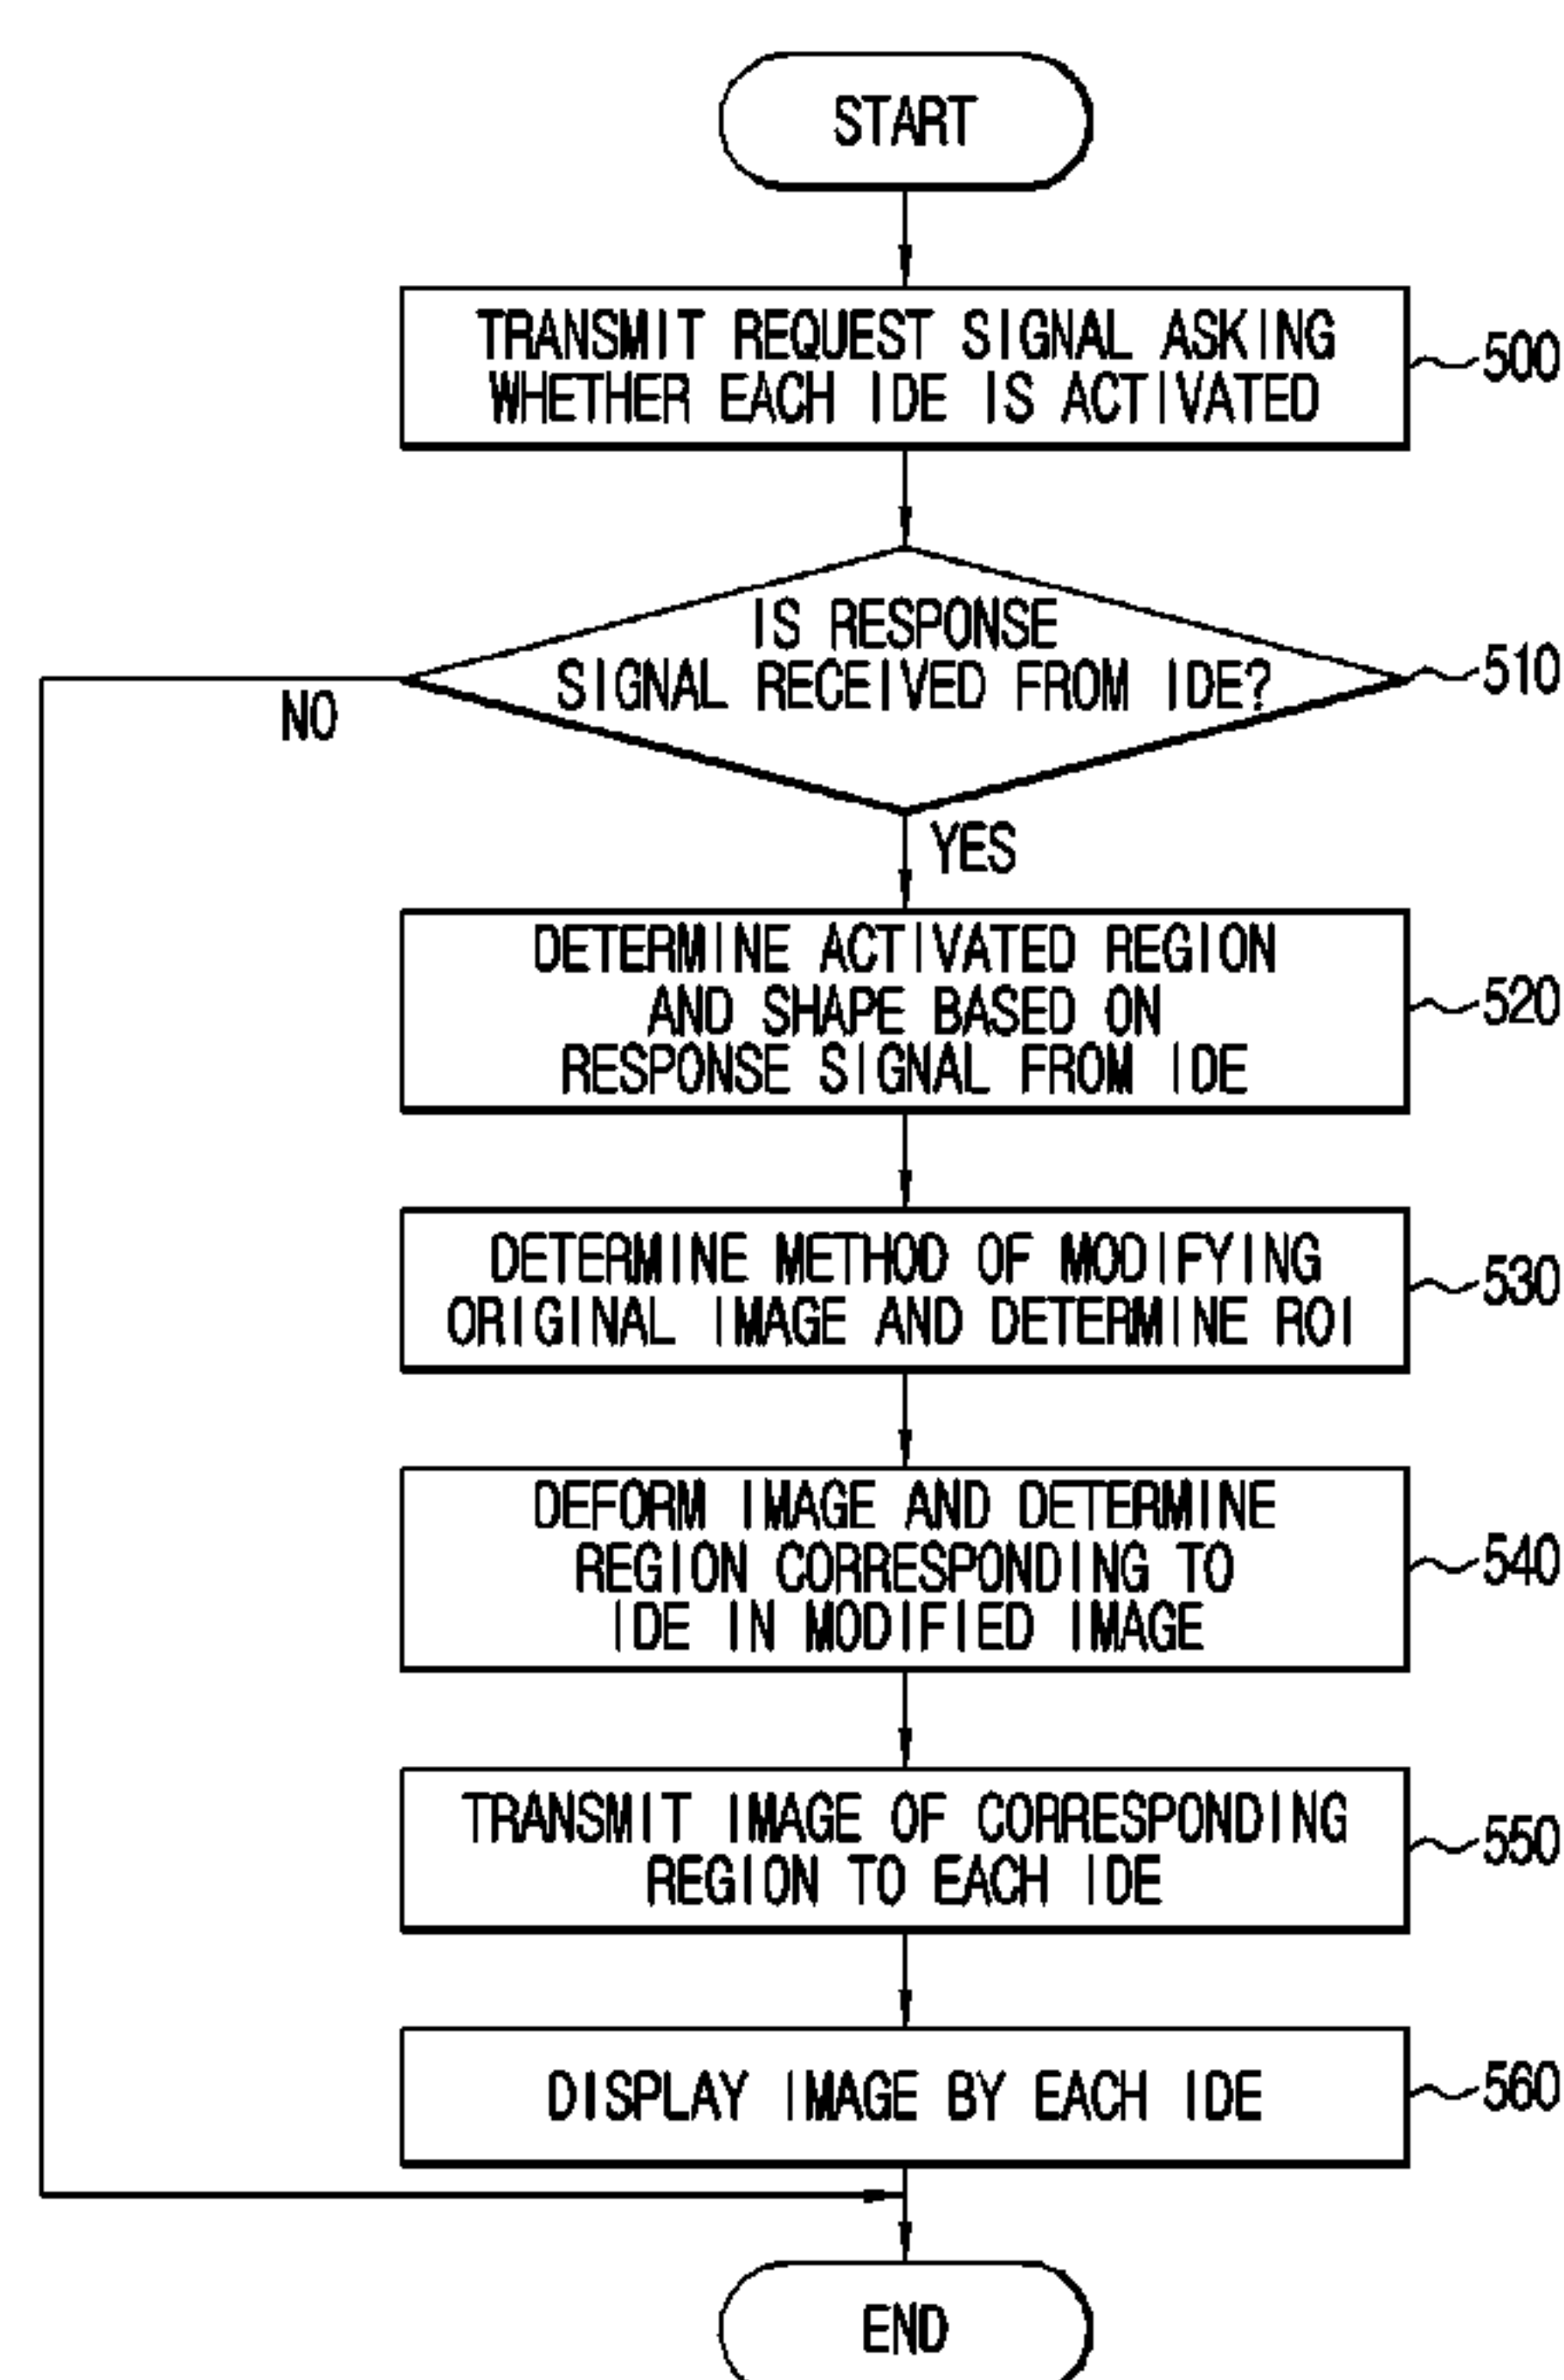 START
TRANSMIT REQUEST SIGNAL ASKING
WHETHER EACH IDE IS ACTIVATED
500
IS RESPONSE
SIGNAL RECEIVED FROM IDE?
510
NO
YES
DETERMINE ACTIVATED REGION
AND SHAPE BASED ON
RESPONSE SIGNAL FROM IDE
520
DETERMINE METHOD OF MODIFYING
ORIGINAL IMAGE AND DETERMINE ROI
530
DEFORM IMAGE AND DETERMINE
REGION CORRESPONDING TO
IDE IN MODIFIED IMAGE
540
TRANSMIT IMAGE OF CORRESPONDING
REGION TO EACH IDE
550
DISPLAY IMAGE BY EACH IDE
560
END